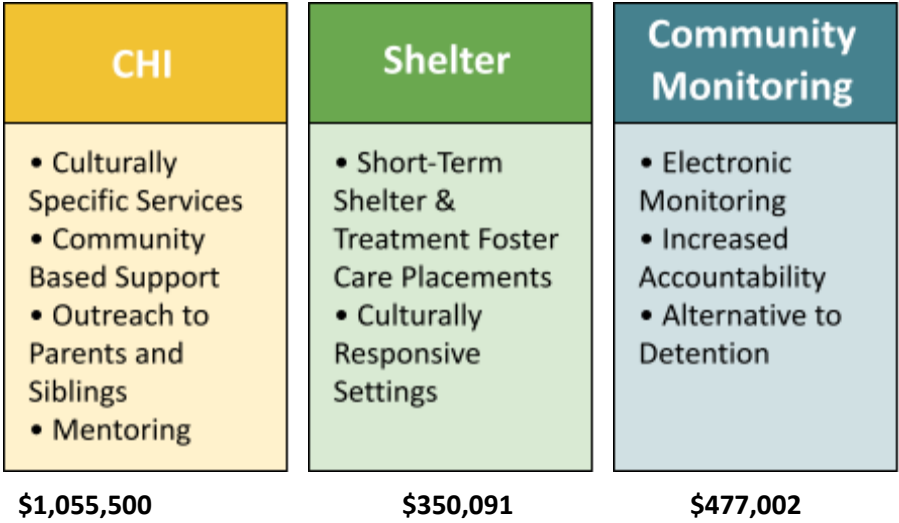 CHI
• Culturally
Specific Services
• Community
Based Support
• Outreach to
Parents and
Siblings
• Mentoring
$1,055,500
Shelter
• Short-Term
Shelter &
Treatment Foster
Care Placements
• Culturally
Responsive
Settings
$350,091
Community
Monitoring
• Electronic
Monitoring
• Increased
Accountability
• Alternative to
Detention
$477,002